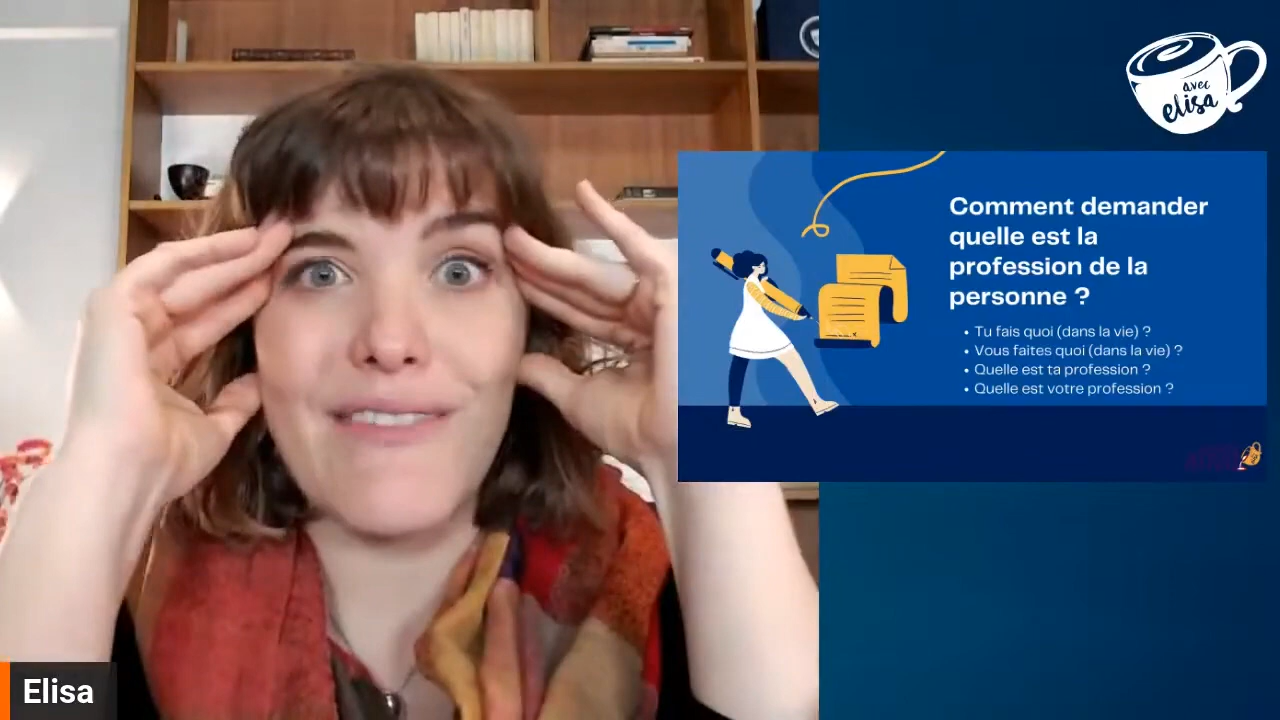 avec
elisa
Comment demander
quelle est la
profession de la
personne ?
• Tu fais quoi (dans la vie) ?
• Vous faites quoi (dans la vie) ?
• Quelle est ta profession ?
• Quelle est votre profession ?
Elisa